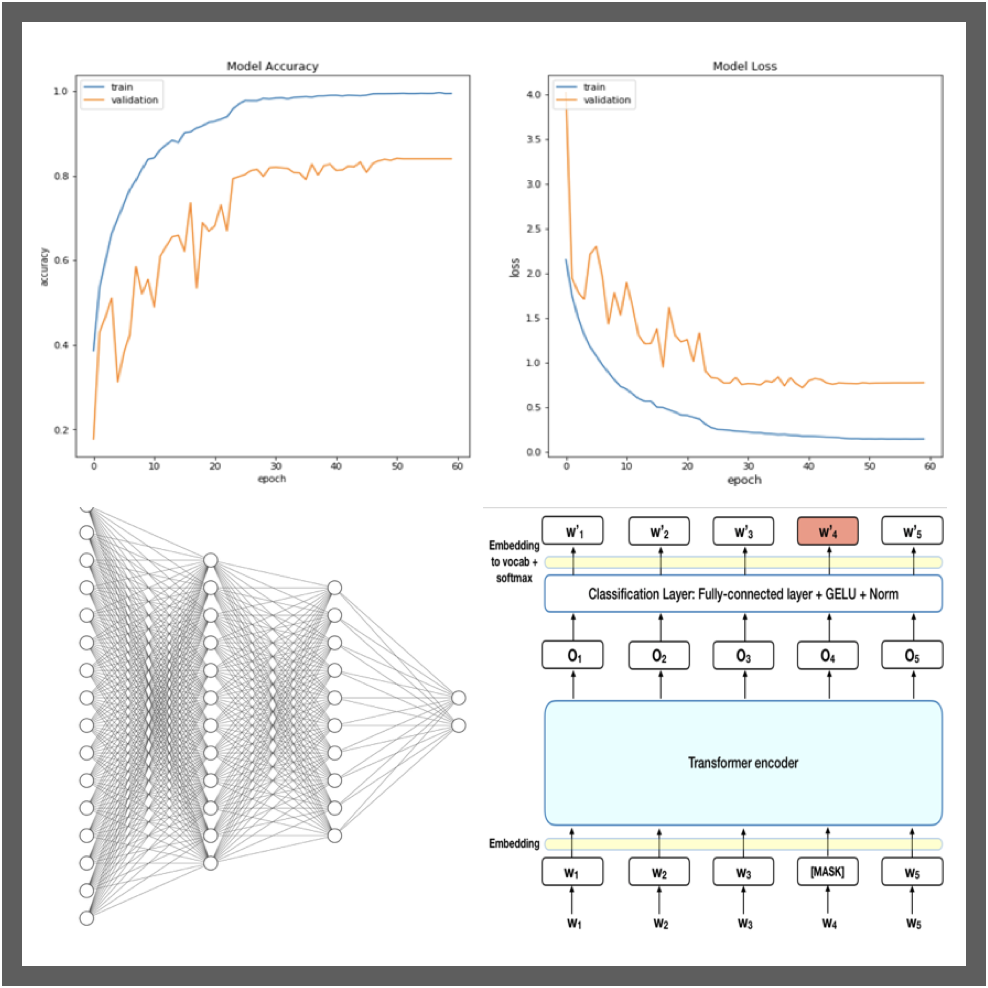 Model Accuracy
train
validation
1.0
0.8
0.6
0.4
0.2
accuracy
0 10 20 30 40 50 60
epoch
Model Loss
train
validation
4.0
3.5
3.0
2.5
2.0
1.5
1.0
0.5
0.0
loss
0 10 20 30 40 50 60
epoch
w'₁ w'₂ w'₃ w'₄ w'₅
Embedding
to vocab +
softmax
Classification Layer: Fully-connected layer + GELU + Norm
O₁ O₂ O₃ O₄ O₅
Transformer encoder
Embedding
w₁ w₂ w₃ [MASK] w₅
w₁ w₂ w₃ w₄ w₅